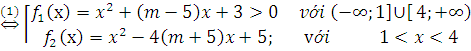 (1)⇔ [ f₁(x) = x² + (m − 5)x + 3 > 0 với (−∞; 1] ∪ [ 4; +∞)
f₂(x) = x² − 4(m + 5)x + 5; với 1 < x < 4